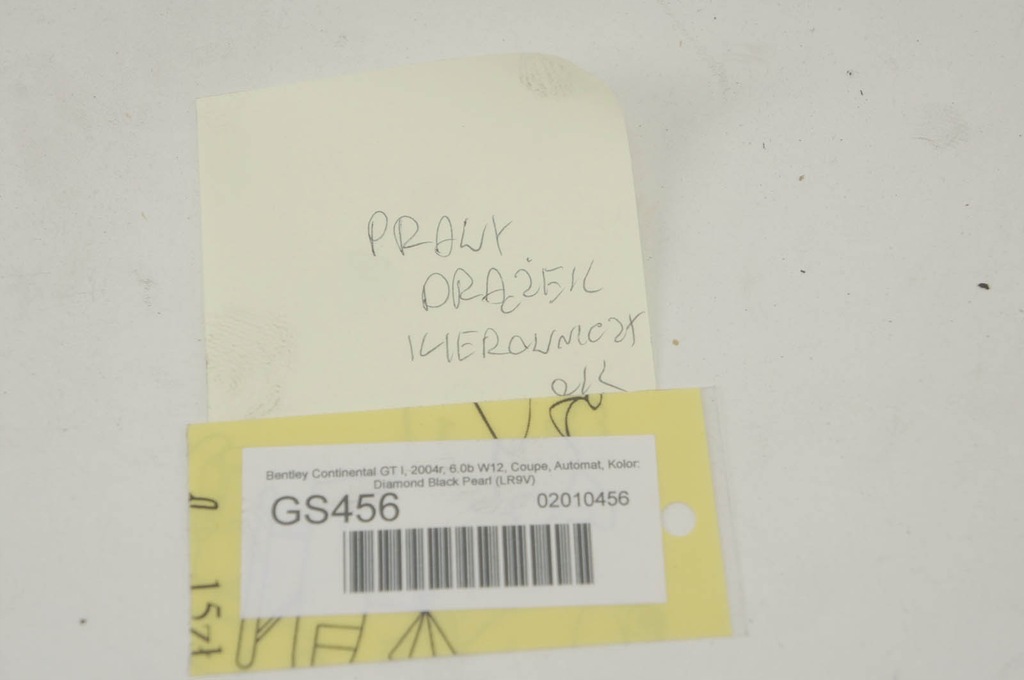 PRAWY
DRĄŻEK
KIEROWNICZY
OK
Bentley Continental GT I, 2004r, 6.0b W12, Coupe, Automat, Kolor:
Diamond Black Pearl (LR9V)
GS456
02010456